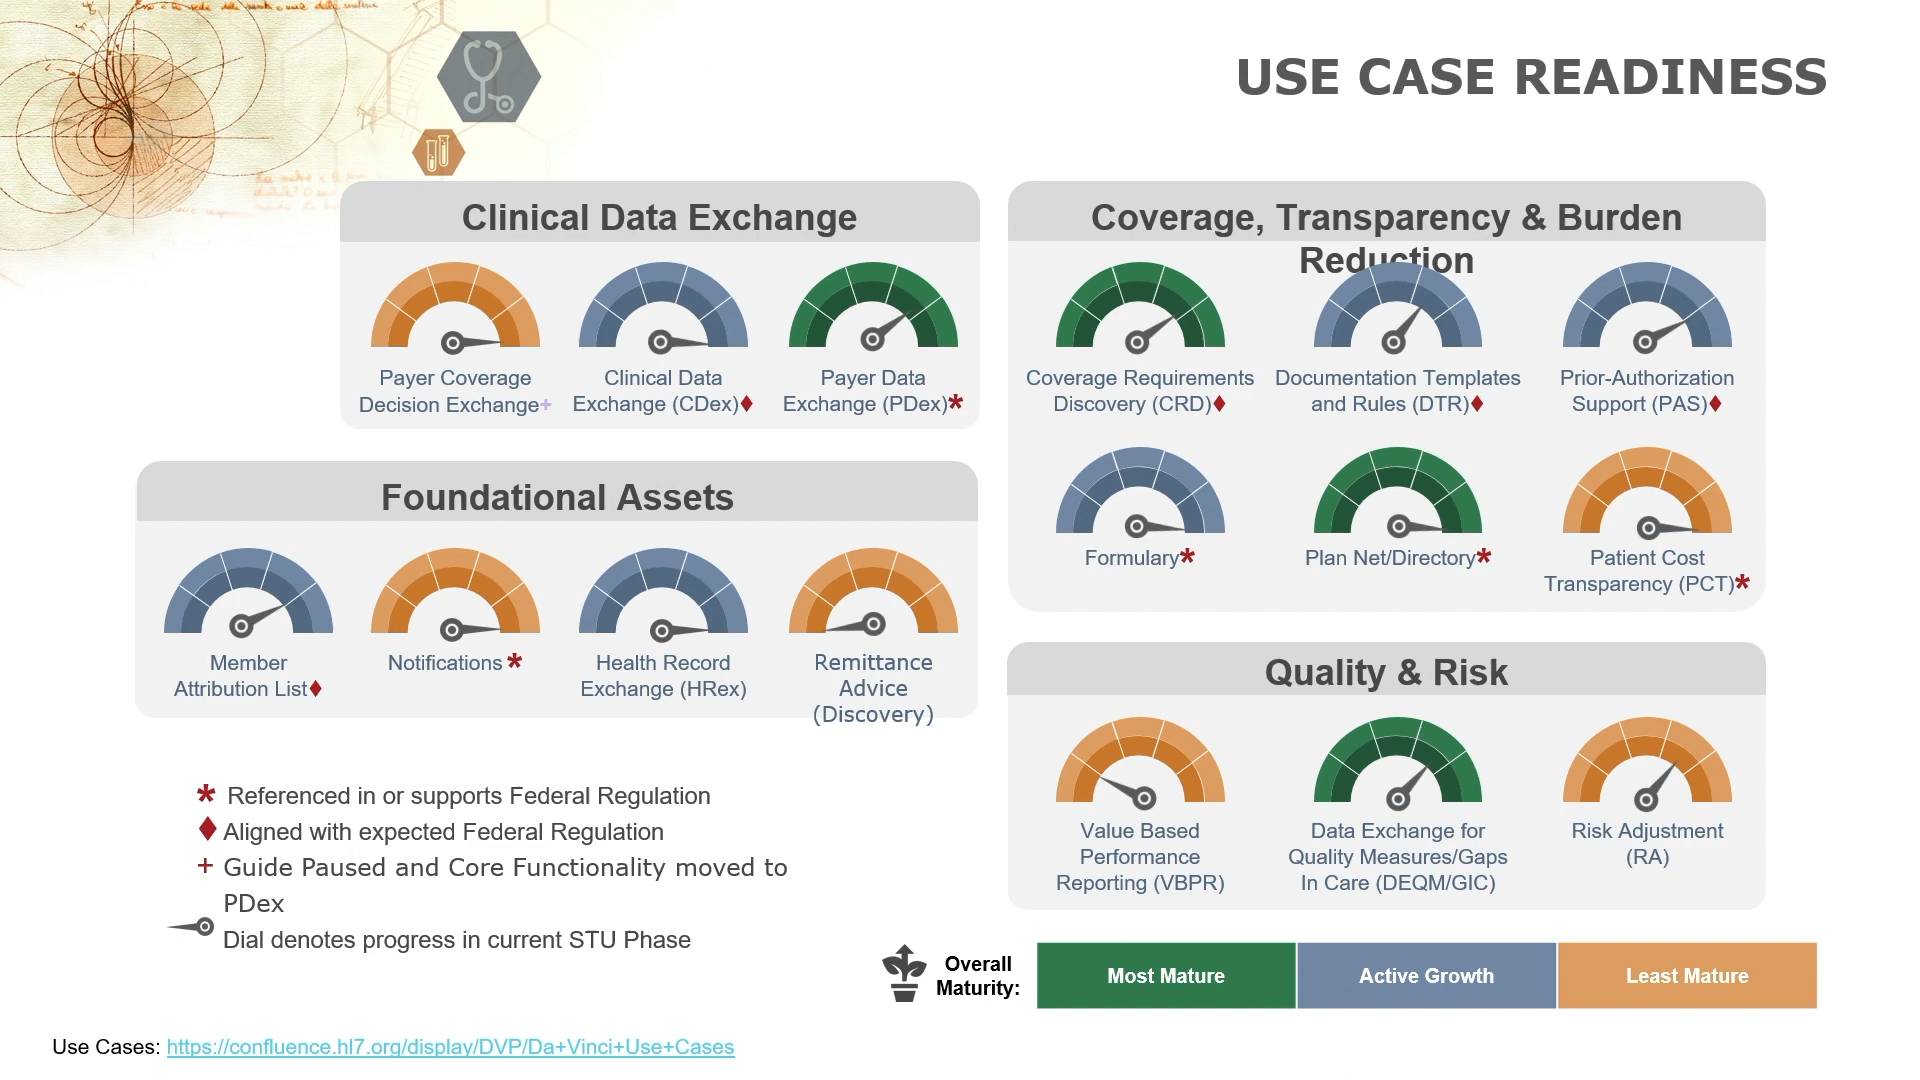 USE CASE READINESS
Clinical Data Exchange
Payer Coverage
Decision Exchange+
Clinical Data
Exchange (CDex)♦
Payer Data
Exchange (PDex)*
Coverage, Transparency & Burden
Reduction
Coverage Requirements
Discovery (CRD)♦
Documentation Templates
and Rules (DTR)♦
Prior-Authorization
Support (PAS)♦
Formulary*
Plan Net/Directory*
Patient Cost
Transparency (PCT)*
Foundational Assets
Member
Attribution List♦
Notifications *
Health Record
Exchange (HRex)
Remittance
Advice
(Discovery)
Quality & Risk
Value Based
Performance
Reporting (VBPR)
Data Exchange for
Quality Measures/Gaps
In Care (DEQM/GIC)
Risk Adjustment
(RA)
* Referenced in or supports Federal Regulation
♦ Aligned with expected Federal Regulation
+ Guide Paused and Core Functionality moved to
PDex
Dial denotes progress in current STU Phase
Overall
Maturity:
Most Mature
Active Growth
Least Mature
Use Cases: https://confluence.hl7.org/display/DVP/Da+Vinci+Use+Cases